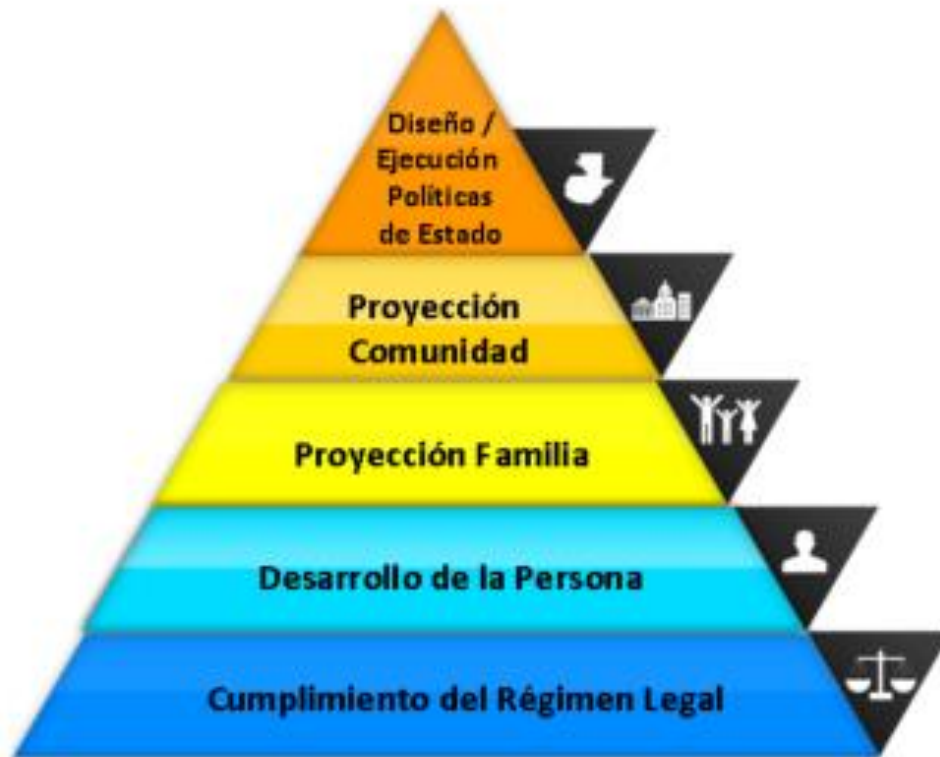 Diseño /
Ejecución
Políticas
de Estado
Proyección
Comunidad
Proyección Familia
Desarrollo de la Persona
Cumplimiento del Régimen Legal